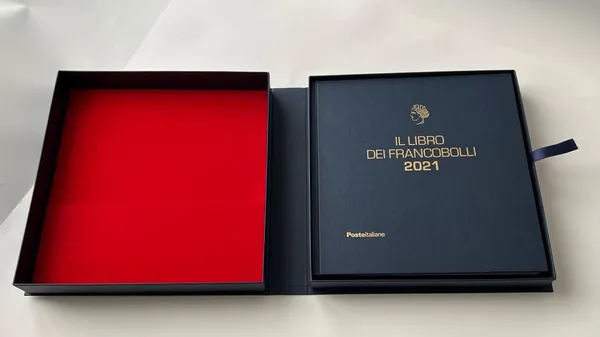 IL LIBRO
DEI FRANCOBOLLI
2021
Posteitaliane